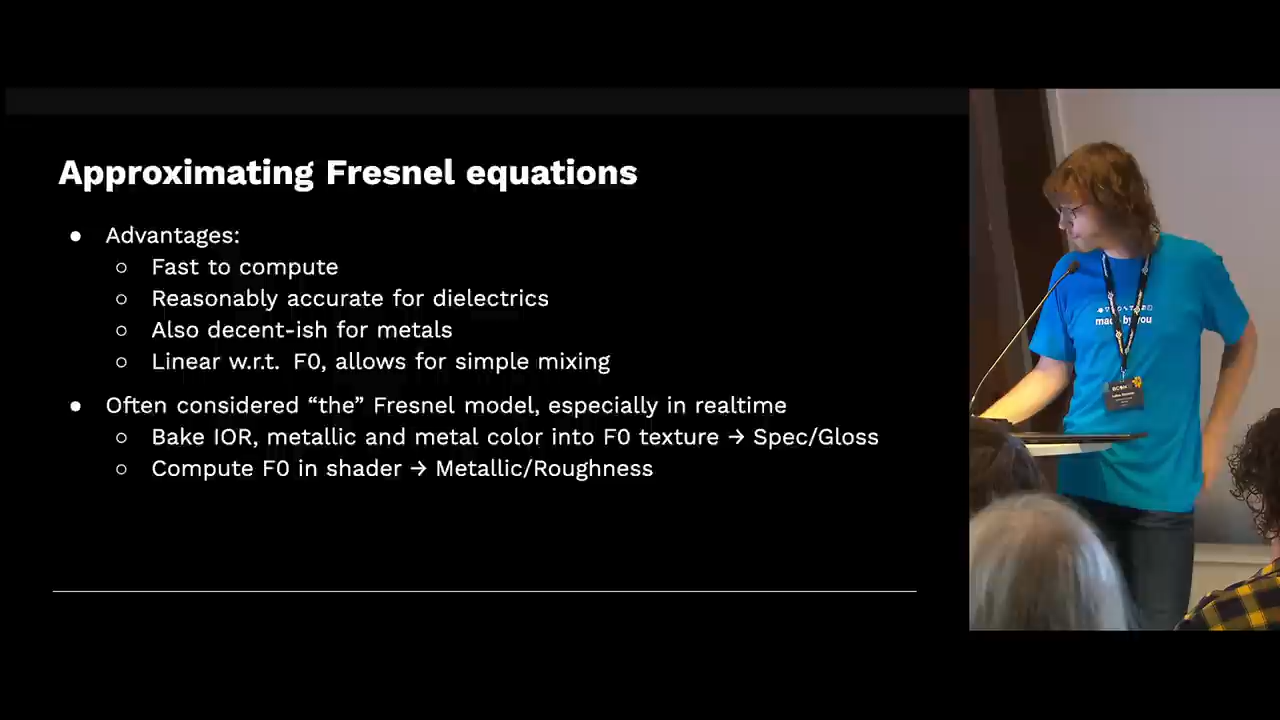 Approximating Fresnel equations
● Advantages:
○ Fast to compute
○ Reasonably accurate for dielectrics
○ Also decent-ish for metals
○ Linear w.r.t. F0, allows for simple mixing
● Often considered “the” Fresnel model, especially in realtime
○ Bake IOR, metallic and metal color into F0 texture → Spec/Gloss
○ Compute F0 in shader → Metallic/Roughness
made by you